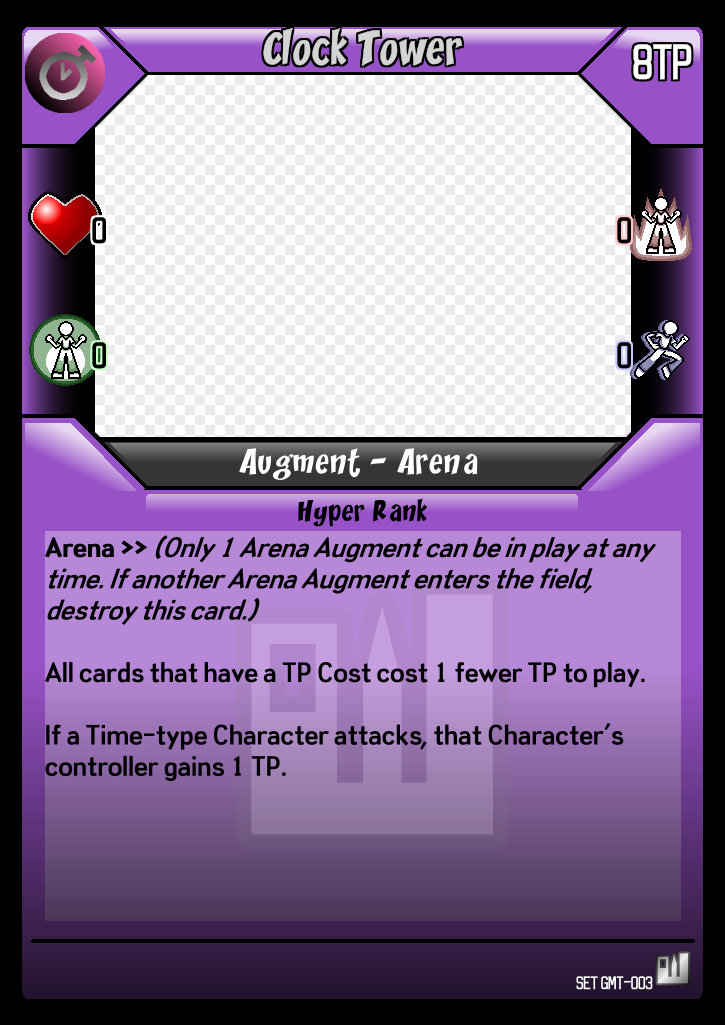 Clock Tower
8TP
0
0
0
0
Augment - Arena
Hyper Rank
Arena >> (Only 1 Arena Augment can be in play at any
time. If another Arena Augment enters the field,
destroy this card.)
All cards that have a TP Cost cost 1 fewer TP to play.
If a Time-type Character attacks, that Character's
controller gains 1 TP.
SET GMT-003